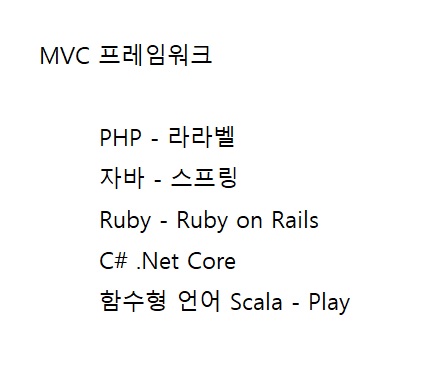 MVC 프레임워크
PHP - 라라벨
자바 - 스프링
Ruby - Ruby on Rails
C# .Net Core
함수형 언어 Scala - Play